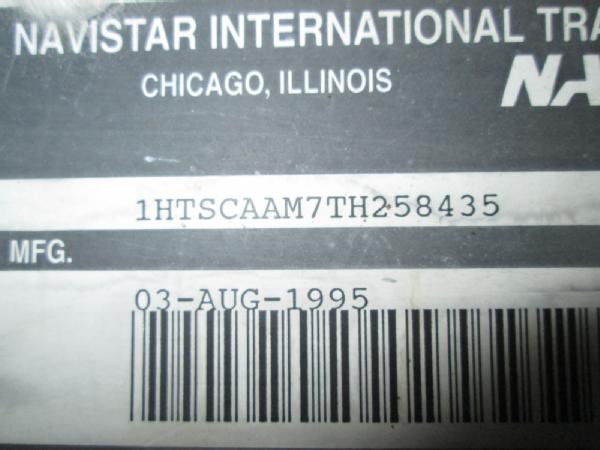 NAVISTAR INTERNATIONAL TRA
CHICAGO, ILLINOIS
NA
1HTSCAAM7TH258435
MFG.
03-AUG-1995